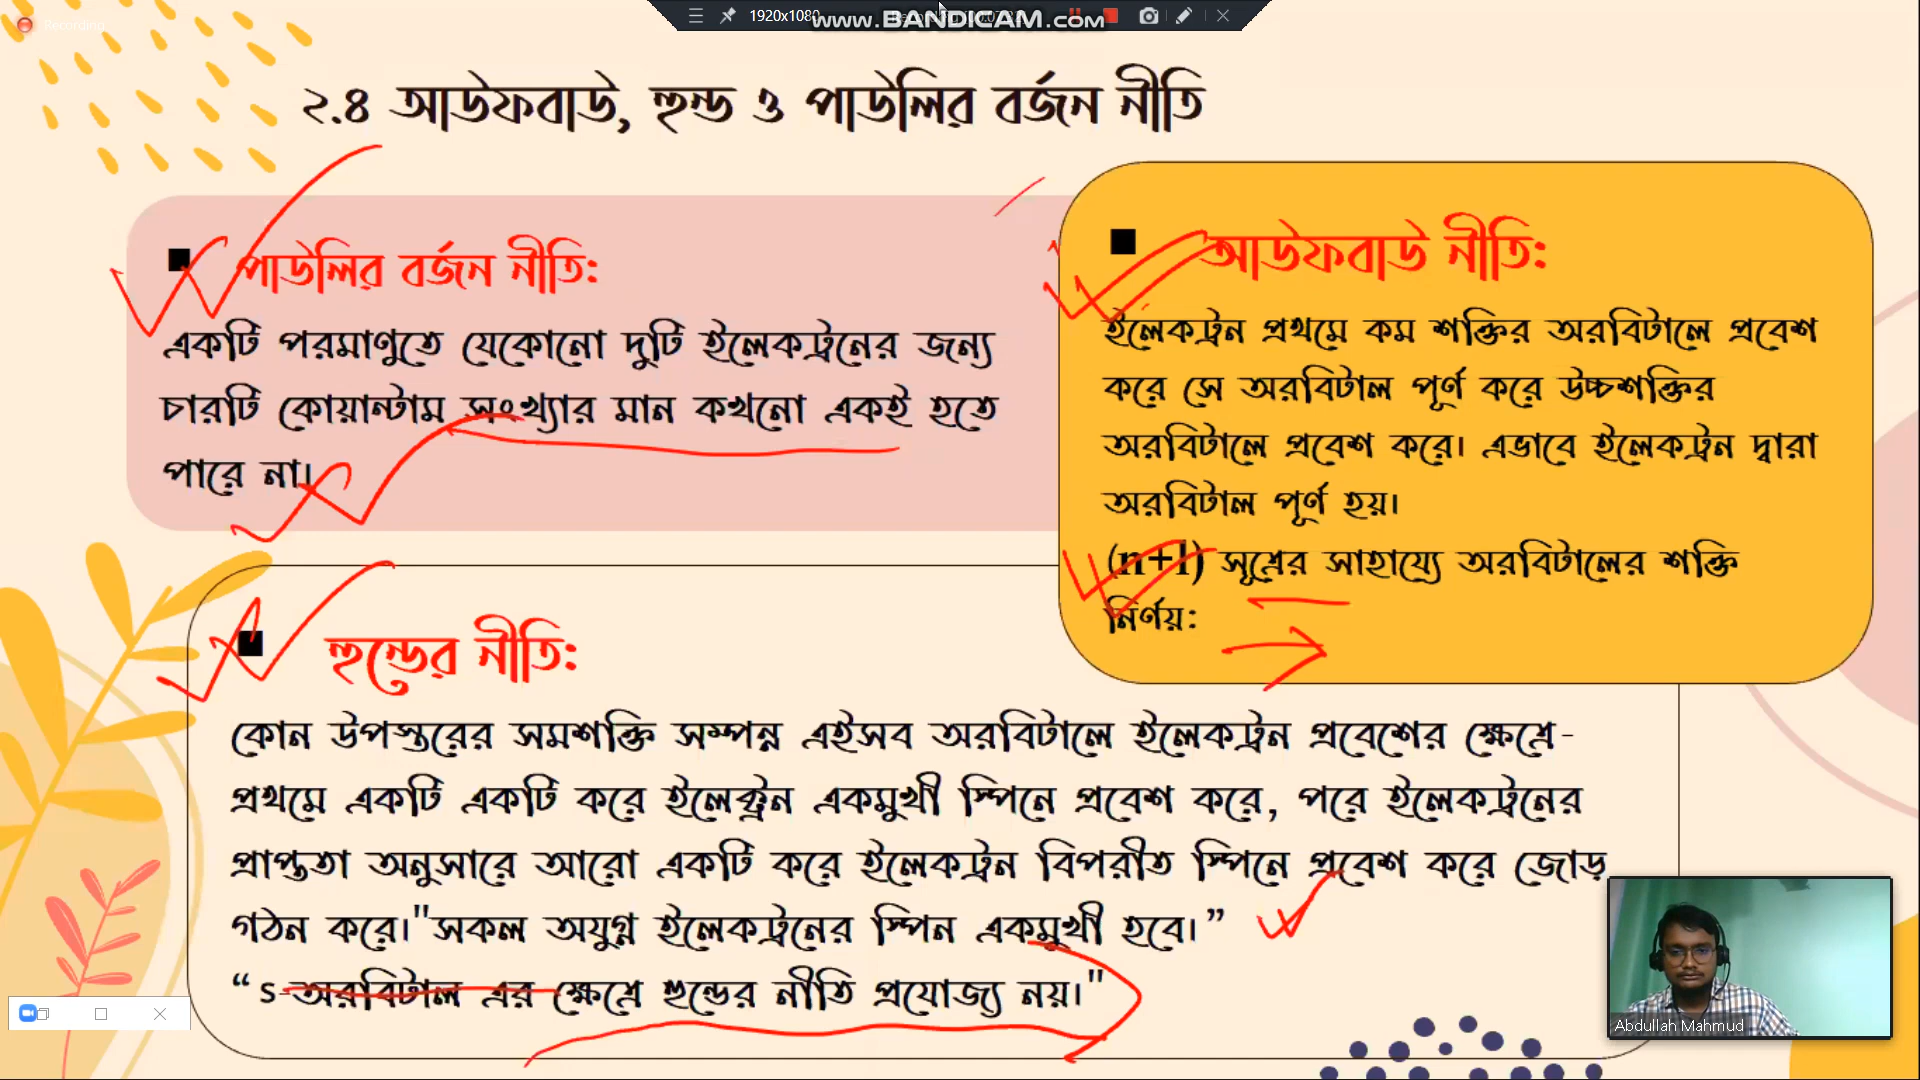 Recording
1920x1080
www.BANDICAM.com
২.৪ আউফবাউ, হুন্ড ও পাউলির বর্জন নীতি
পাউলির বর্জন নীতি:
একটি পরমাণুতে যেকোনো দুটি ইলেকট্রনের জন্য
চারটি কোয়ান্টাম সংখ্যার মান কখনো একই হতে
পারে না।
আউফবাউ নীতি:
ইলেকট্রন প্রথমে কম শক্তির অরবিটালে প্রবেশ
করে সে অরবিটাল পূর্ণ করে উচ্চশক্তির
অরবিটালে প্রবেশ করে। এভাবে ইলেকট্রন দ্বারা
অরবিটাল পূর্ণ হয়।
(n+l) সূত্রের সাহায্যে অরবিটালের শক্তি
নির্ণয়:
হুন্ডের নীতি:
কোন উপস্তরের সমশক্তি সম্পন্ন এইসব অরবিটালে ইলেকট্রন প্রবেশের ক্ষেত্রে-
প্রথমে একটি একটি করে ইলেক্ট্রন একমুখী স্পিনে প্রবেশ করে, পরে ইলেকট্রনের
প্রাপ্ততা অনুসারে আরো একটি করে ইলেকট্রন বিপরীত স্পিনে প্রবেশ করে জোড়
গঠন করে।"সকল অযুগ্ন ইলেকট্রনের স্পিন একমুখী হবে।”
“s-অরবিটাল এর ক্ষেত্রে হুন্ডের নীতি প্রযোজ্য নয়।"
Abdullah Mahmud